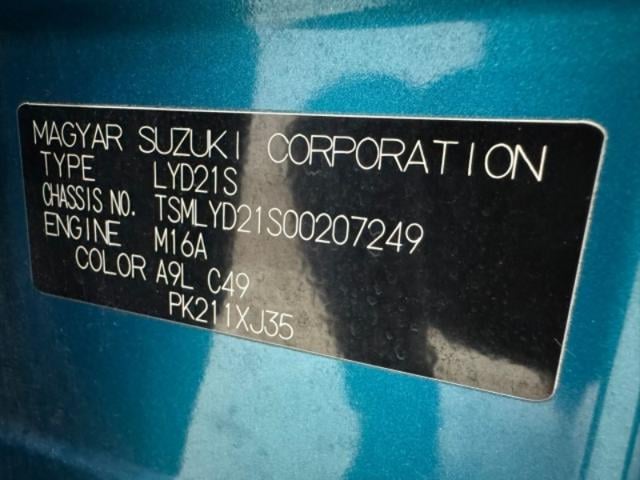 MAGYAR SUZUKI CORPORATION
TYPE LYD21S
CHASSIS NO. TSMLYD21S00207249
ENGINE M16A
COLOR A9L C49
PK211XJ35